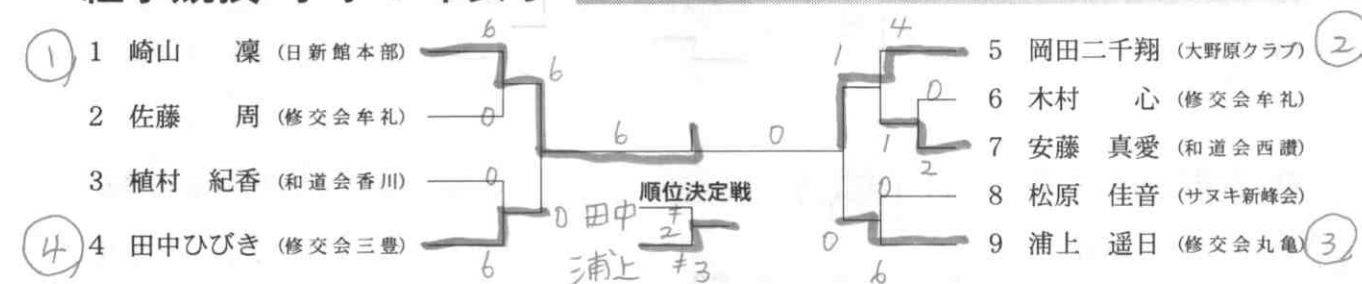 6 4
① 1 崎山 凜 (日新館本部) 6 1 5 岡田二千翔 (大野原クラブ) ②
2 佐藤 周 (修交会牟礼) 0 0 6 木村 心 (修交会牟礼)
6 0
1 7 安藤 真愛 (和道会西讃)
2
3 植村 紀香 (和道会香川) 0 順位決定戦 0 8 松原 佳音 (サヌキ新峰会)
0 田中 2
④ 4 田中ひびき (修交会三豊) 0 9 浦上 遥日 (修交会丸亀) ③
6 浦上 3 6